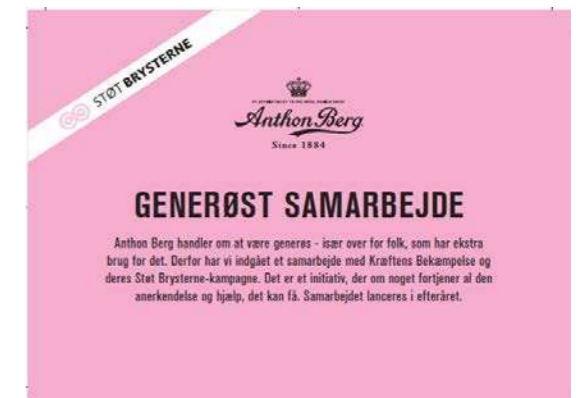 STØT BRYSTERNE
Anthon Berg
Since 1884
GENERØST SAMARBEJDE
Anthon Berg handler om at være generøs - især over for folk, som har ekstra
brug for det. Derfor har vi indgået et samarbejde med Kræftens Bekæmpelse og
deres Støt Brysterne-kampagne. Det er et initiativ, der om noget fortjener al den
anerkendelse og hjælp, det kan få. Samarbejdet lanceres i efteråret.